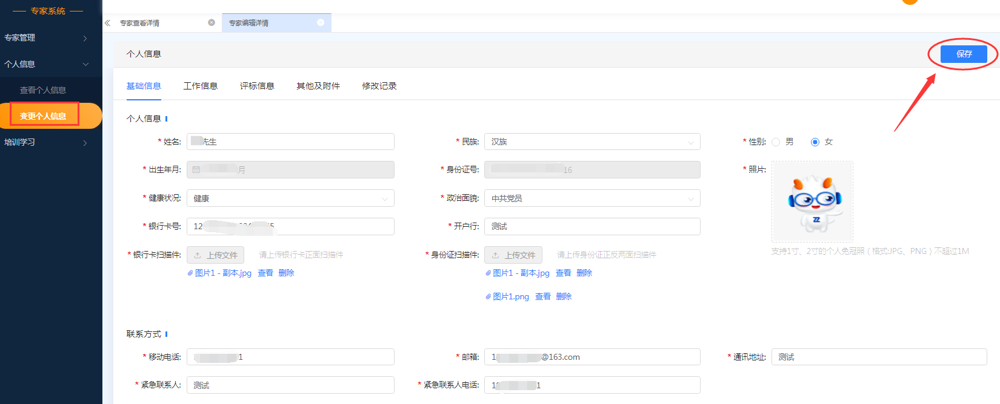 专家系统
专家管理
个人信息
查看个人信息
变更个人信息
培训学习
专家查看详情
专家编辑详情
个人信息
保存
基础信息 工作信息 评标信息 其他及附件 修改记录
个人信息
* 姓名: 先生 * 民族: 汉族 * 性别: 男 女
* 出生年月: 月 * 身份证号: 16 * 照片:
ZZ
* 健康状况: 健康 * 政治面貌: 中共党员
* 银行卡号: 12 5 * 开户行: 测试
支持1寸、2寸的个人免冠照 ( 格式:JPG、PNG ) 不超过1M
* 银行卡扫描件: 上传文件 请上传银行卡正面扫描件 * 身份证扫描件: 上传文件 请上传身份证正反两面扫描件
图片1 - 副本.jpg 查看 删除 图片1 - 副本.jpg 查看 删除
图片1.png 查看 删除
联系方式
* 移动电话: 1 * 邮箱: 1 @163.com * 通讯地址: 测试
* 紧急联系人: 测试 * 紧急联系人电话: 1 1